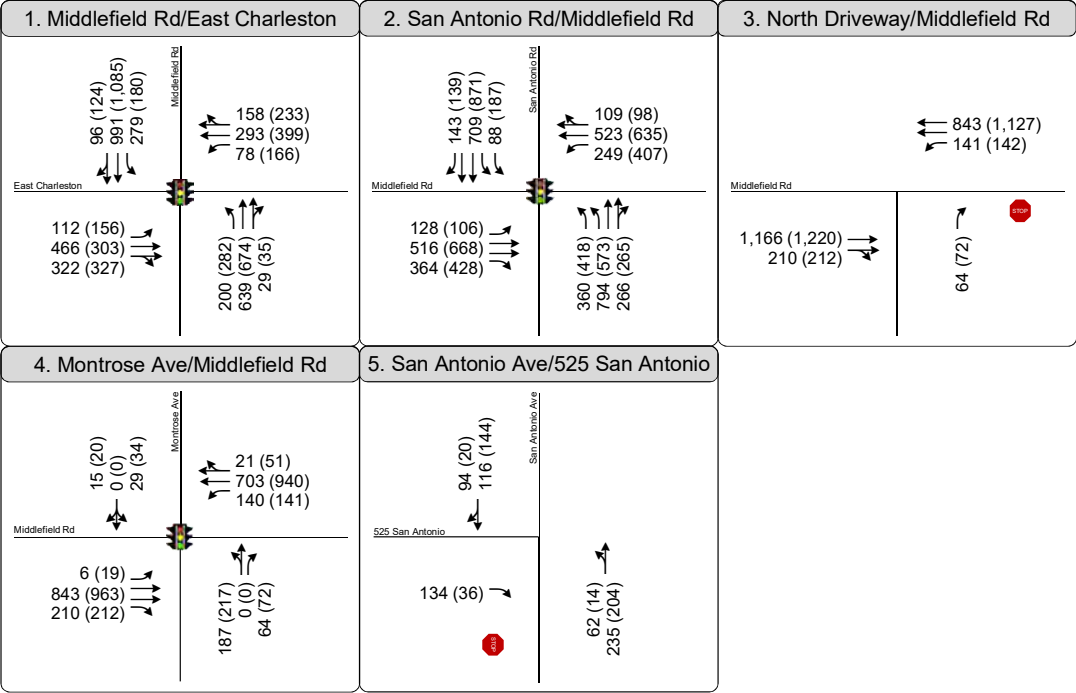 1. Middlefield Rd/East Charleston
Middlefield Rd
96 (124)
991 (1,085)
279 (180)
158 (233)
293 (399)
78 (166)
East Charleston
112 (156)
466 (303)
322 (327)
200 (282)
639 (674)
29 (35)
2. San Antonio Rd/Middlefield Rd
San Antonio Rd
143 (139)
709 (871)
88 (187)
109 (98)
523 (635)
249 (407)
Middlefield Rd
128 (106)
516 (668)
364 (428)
360 (418)
794 (573)
266 (265)
3. North Driveway/Middlefield Rd
843 (1,127)
141 (142)
Middlefield Rd
STOP
1,166 (1,220)
210 (212)
64 (72)
4. Montrose Ave/Middlefield Rd
Montrose Ave
15 (20)
0 (0)
29 (34)
21 (51)
703 (940)
140 (141)
Middlefield Rd
6 (19)
843 (963)
210 (212)
187 (217)
0 (0)
64 (72)
5. San Antonio Ave/525 San Antonio
San Antonio Ave
94 (20)
116 (144)
525 San Antonio
134 (36)
STOP
62 (14)
235 (204)